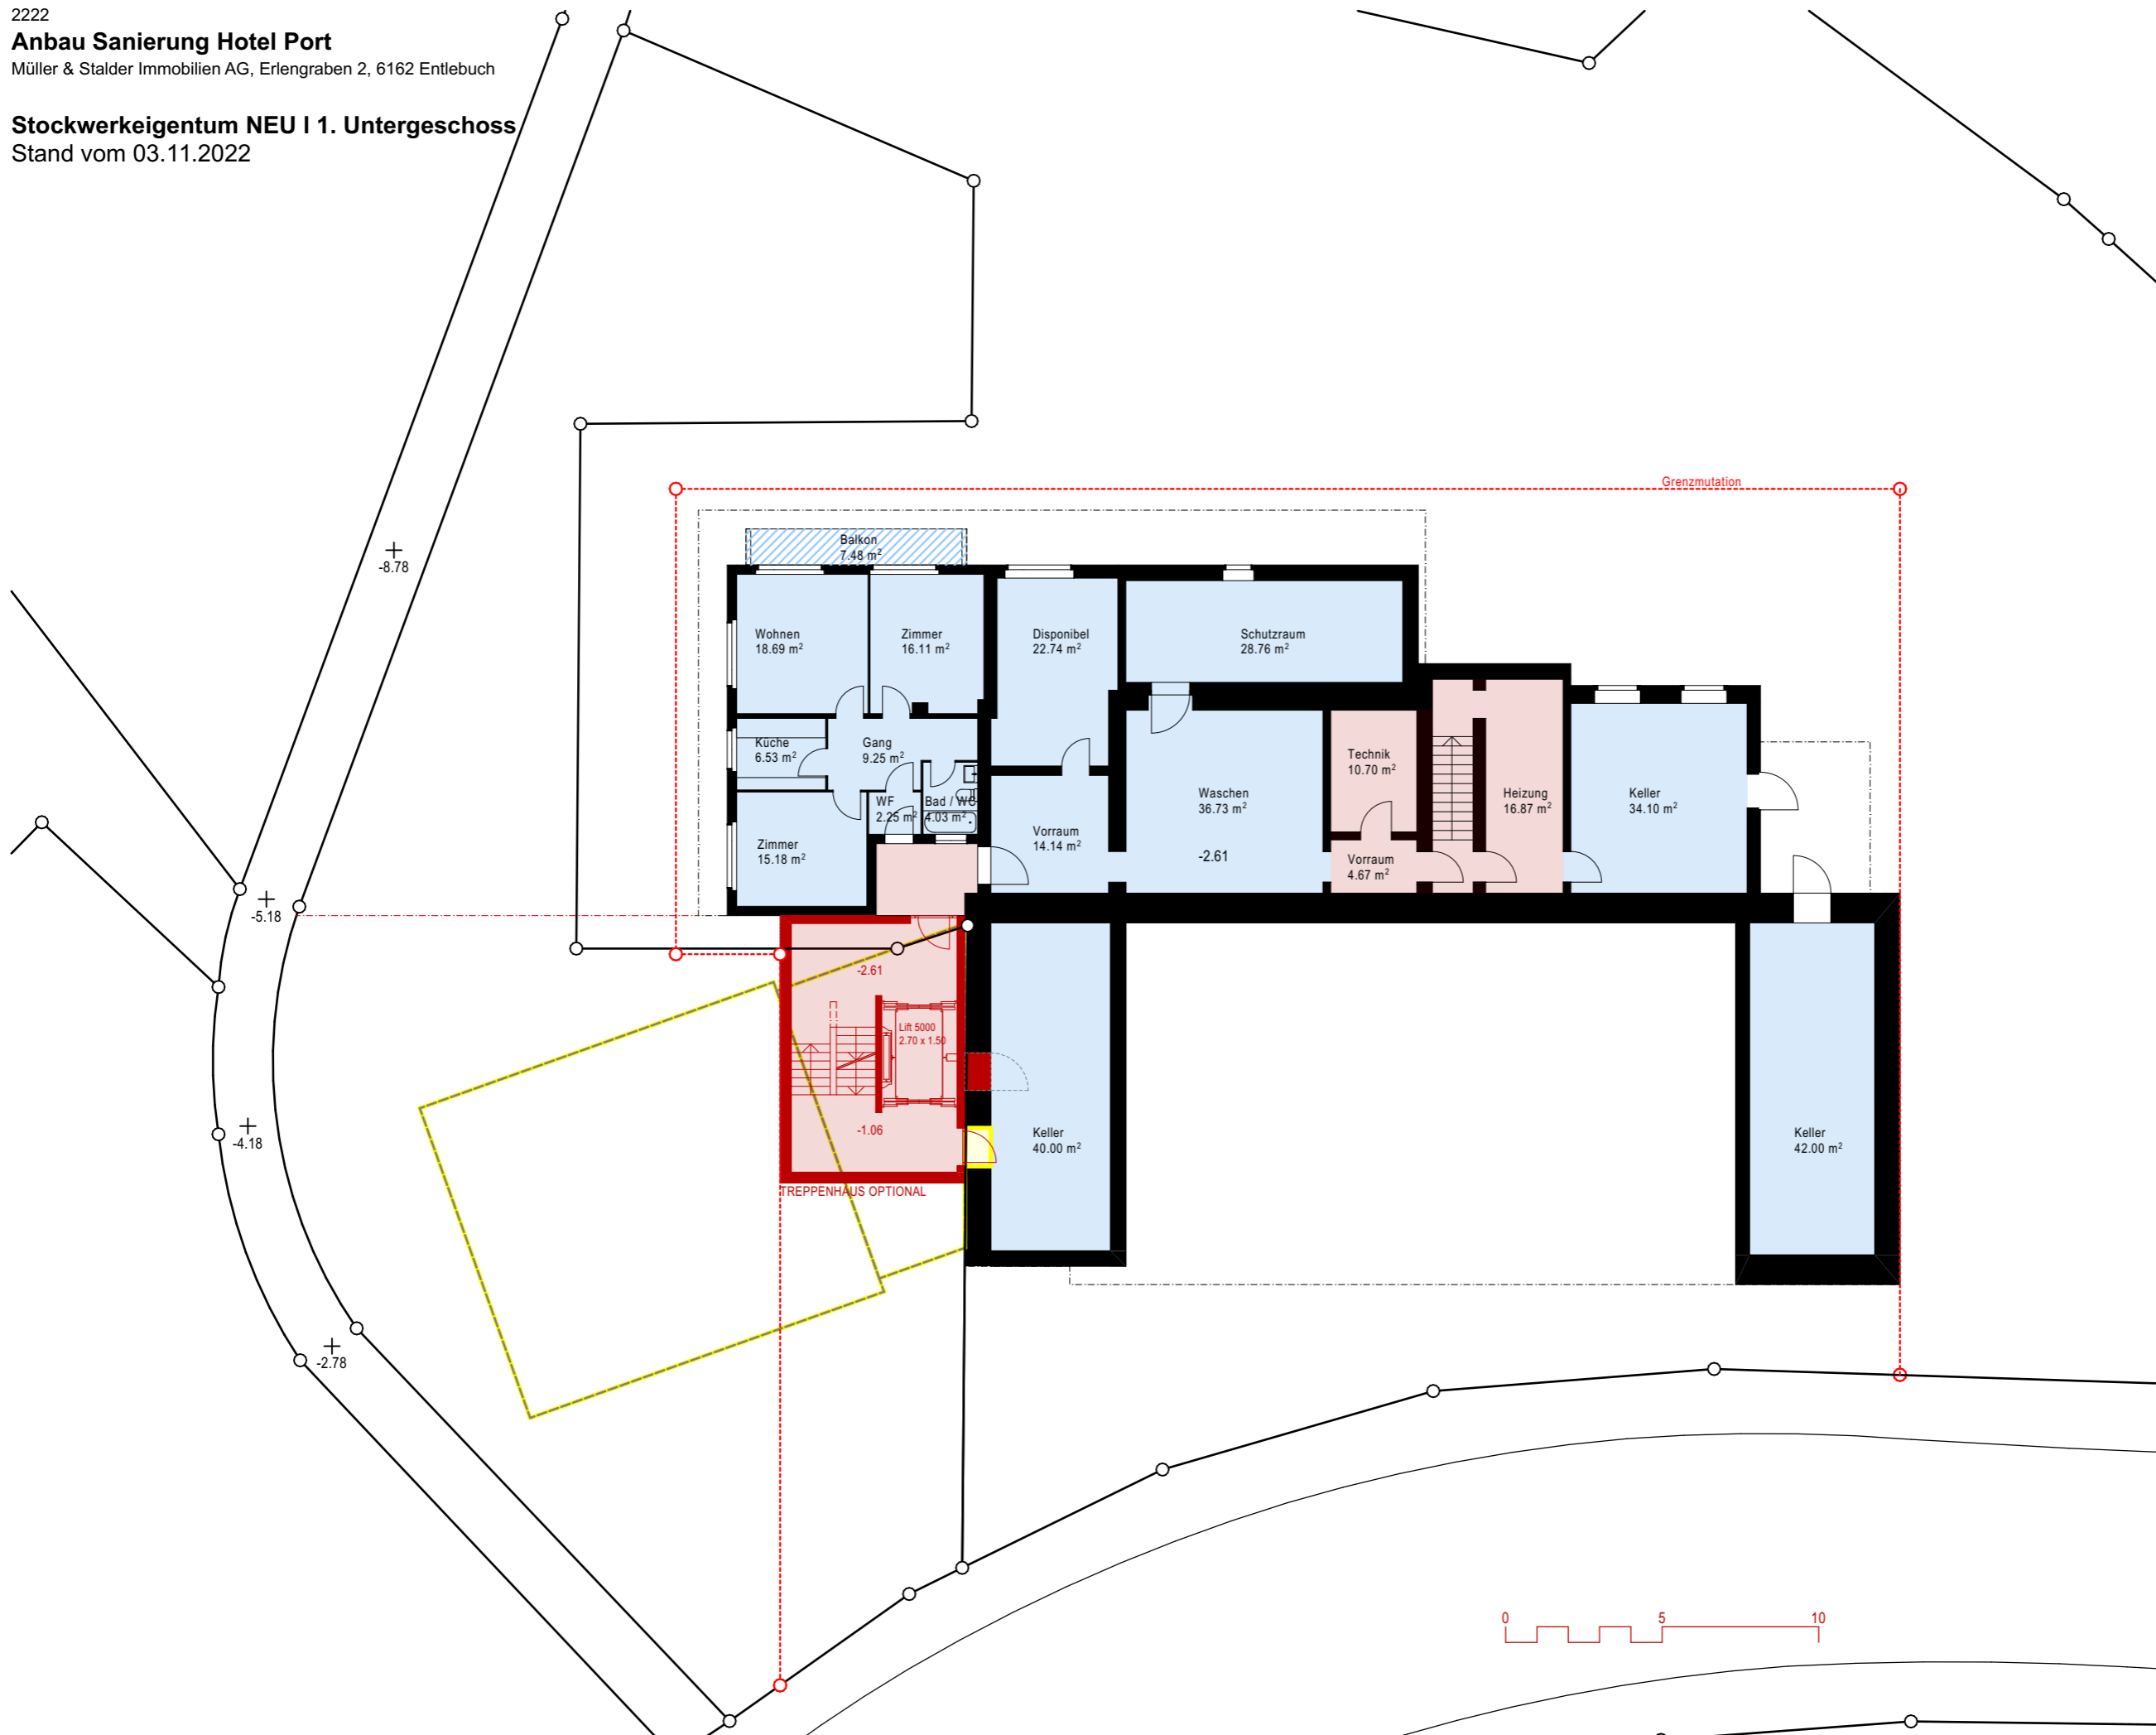 2222
Anbau Sanierung Hotel Port
Müller & Stalder Immobilien AG, Erlengraben 2, 6162 Entlebuch
Stockwerkeigentum NEU I 1. Untergeschoss
Stand vom 03.11.2022
Grenzmutation
Balkon
7.48 m²
-8.78
Wohnen
18.69 m²
Zimmer
16.11 m²
Disponibel
22.74 m²
Schutzraum
28.76 m²
Küche
6.53 m²
Gang
9.25 m²
Technik
10.70 m²
WF
2.25 m²
Bad / WC
4.03 m²
Waschen
36.73 m²
Heizung
16.87 m²
Keller
34.10 m²
Zimmer
15.18 m²
Vorraum
14.14 m²
-2.61
Vorraum
4.67 m²
-5.18
-2.61
Lift 5000
2.70 x 1.50
-4.18
-1.06
Keller
40.00 m²
Keller
42.00 m²
TREPPENHAUS OPTIONAL
-2.78
0 5 10